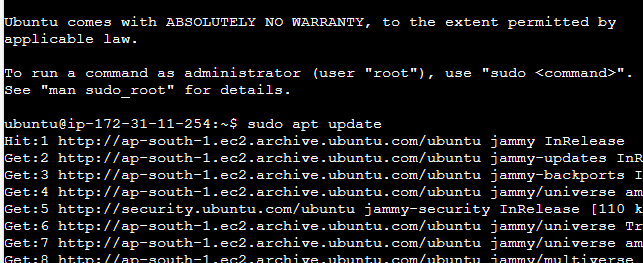 Ubuntu comes with ABSOLUTELY NO WARRANTY, to the extent permitted by
applicable law.
To run a command as administrator (user "root"), use "sudo <command>".
See "man sudo_root" for details.
ubuntu@ip-172-31-11-254:~$ sudo apt update
Hit:1 http://ap-south-1.ec2.archive.ubuntu.com/ubuntu jammy InRelease
Get:2 http://ap-south-1.ec2.archive.ubuntu.com/ubuntu jammy-updates InR
Get:3 http://ap-south-1.ec2.archive.ubuntu.com/ubuntu jammy-backports I
Get:4 http://ap-south-1.ec2.archive.ubuntu.com/ubuntu jammy/universe am
Get:5 http://security.ubuntu.com/ubuntu jammy-security InRelease [110 k
Get:6 http://ap-south-1.ec2.archive.ubuntu.com/ubuntu jammy/universe Tr
Get:7 http://ap-south-1.ec2.archive.ubuntu.com/ubuntu jammy/universe am
Get:8 http://ap-south-1.ec2.archive.ubuntu.com/ubuntu jammy/multiverse